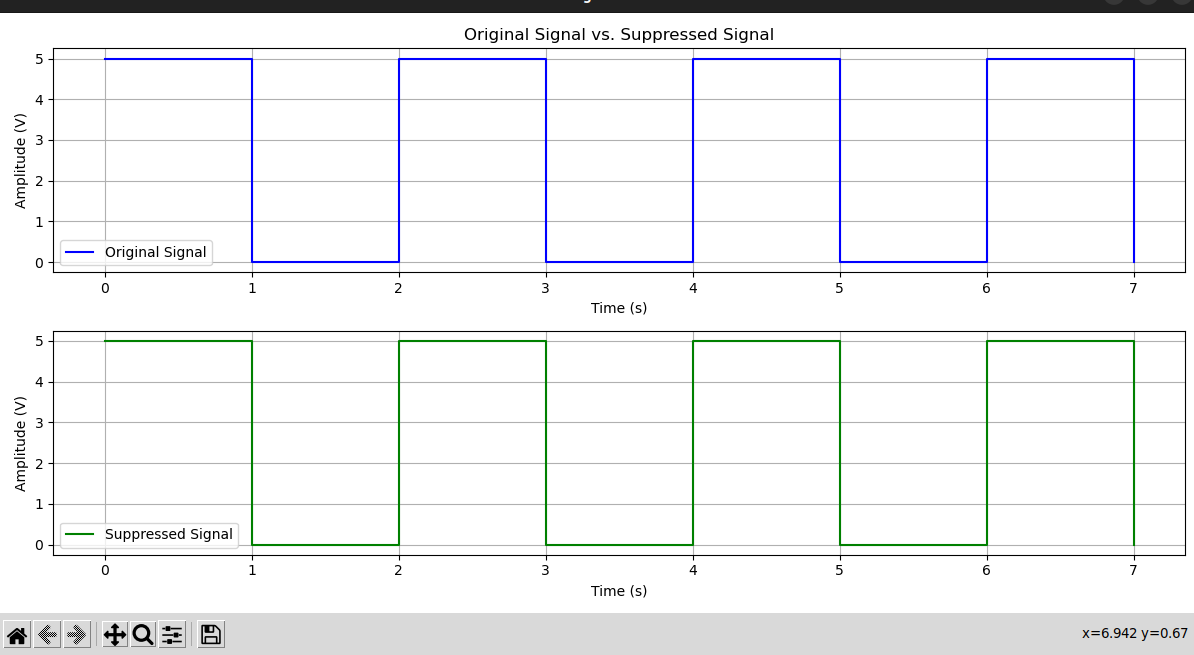 Original Signal vs. Suppressed Signal
Amplitude (V)
5
4
3
2
1
0
Original Signal
0 1 2 3 4 5 6 7
Time (s)
Amplitude (V)
5
4
3
2
1
0
Suppressed Signal
0 1 2 3 4 5 6 7
Time (s)
x=6.942 y=0.67